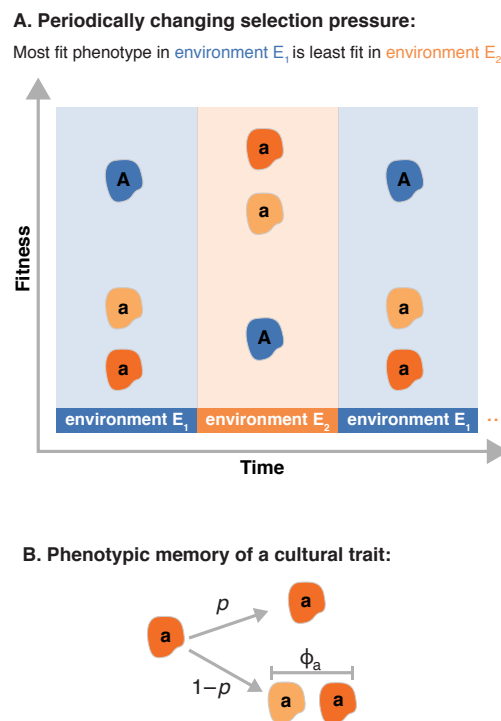 A. Periodically changing selection pressure:
Most fit phenotype in environment E₁ is least fit in environment E₂
Fitness
A
a
a
a
a
A
A
a
a
environment E₁ environment E₂ environment E₁ ..
Time
B. Phenotypic memory of a cultural trait:
p
a
a
ϕₐ
1−p
a a